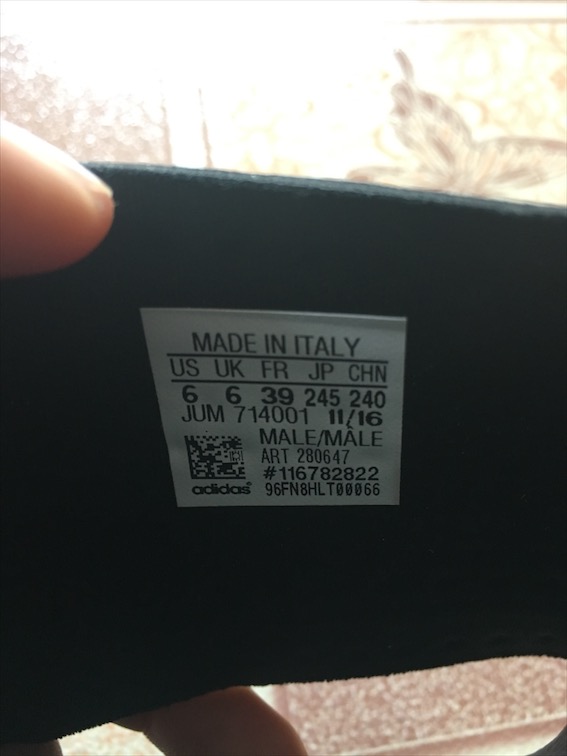 MADE IN ITALY
US UK FR JP CHN
6 6 39 245 240
JUM 714001 11/16
MALE/MÂLE
ART 280647
#116782822
adidas® 96FN8HLT00066